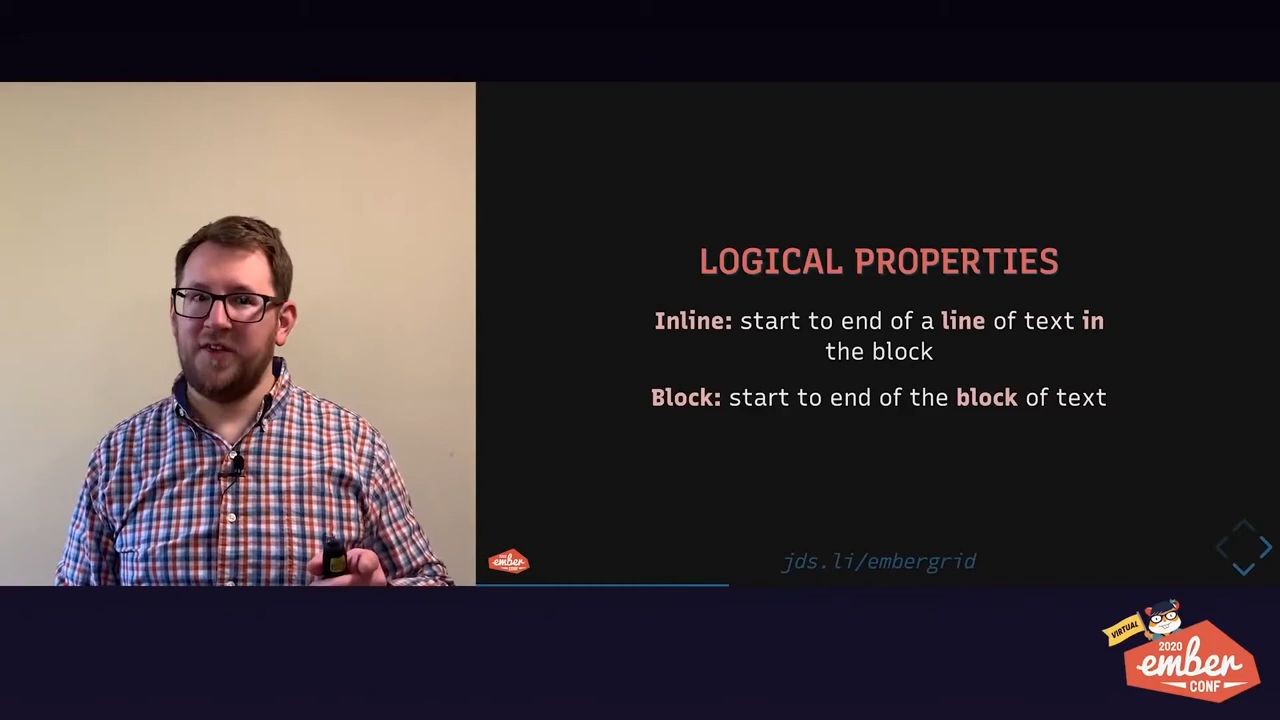 LOGICAL PROPERTIES
Inline: start to end of a line of text in
the block
Block: start to end of the block of text
ember
jds.li/embergrid
VIRTUAL
2020
ember
CONF